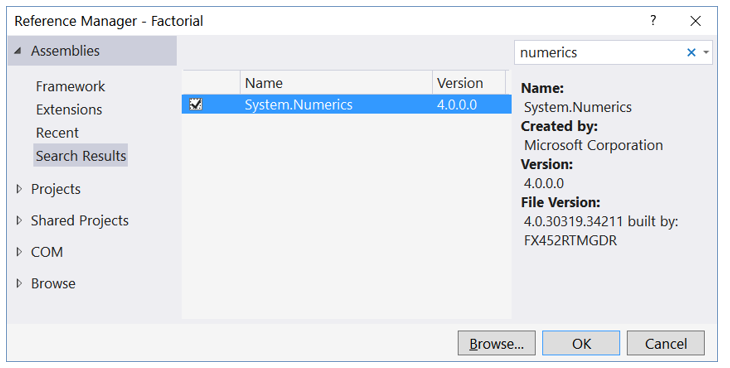 Reference Manager - Factorial
? ×
Assemblies
Framework
Extensions
Recent
Search Results
Projects
Shared Projects
COM
Browse
Name Version
System.Numerics 4.0.0.0
numerics
Name:
System.Numerics
Created by:
Microsoft Corporation
Version:
4.0.0.0
File Version:
4.0.30319.34211 built by:
FX452RTMGDR
Browse... OK Cancel